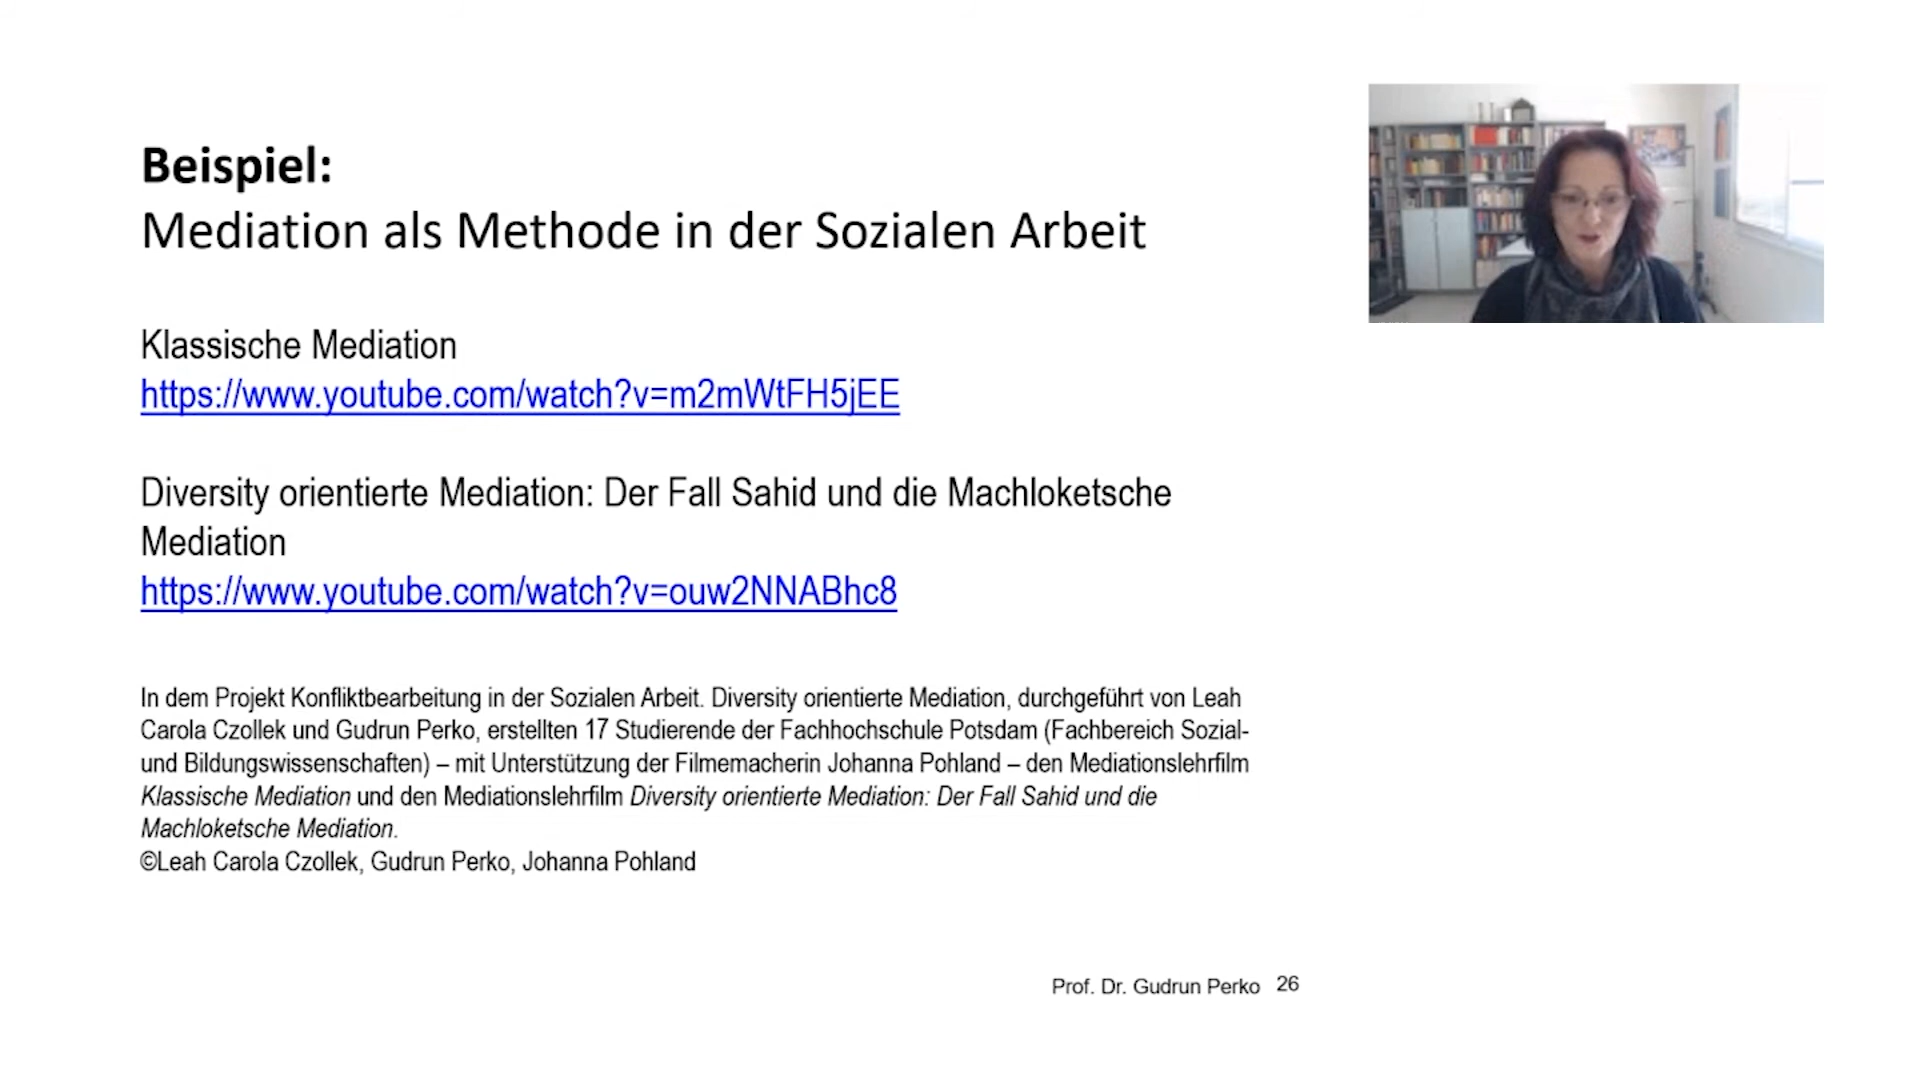 Beispiel:
Mediation als Methode in der Sozialen Arbeit
Klassische Mediation
https://www.youtube.com/watch?v=m2mWtFH5jEE
Diversity orientierte Mediation: Der Fall Sahid und die Machloketsche
Mediation
https://www.youtube.com/watch?v=ouw2NNABhc8
In dem Projekt Konfliktbearbeitung in der Sozialen Arbeit. Diversity orientierte Mediation, durchgeführt von Leah
Carola Czollek und Gudrun Perko, erstellten 17 Studierende der Fachhochschule Potsdam (Fachbereich Sozial-
und Bildungswissenschaften) – mit Unterstützung der Filmemacherin Johanna Pohland – den Mediationslehrfilm
Klassische Mediation und den Mediationslehrfilm Diversity orientierte Mediation: Der Fall Sahid und die
Machloketsche Mediation.
©Leah Carola Czollek, Gudrun Perko, Johanna Pohland
Prof. Dr. Gudrun Perko 26